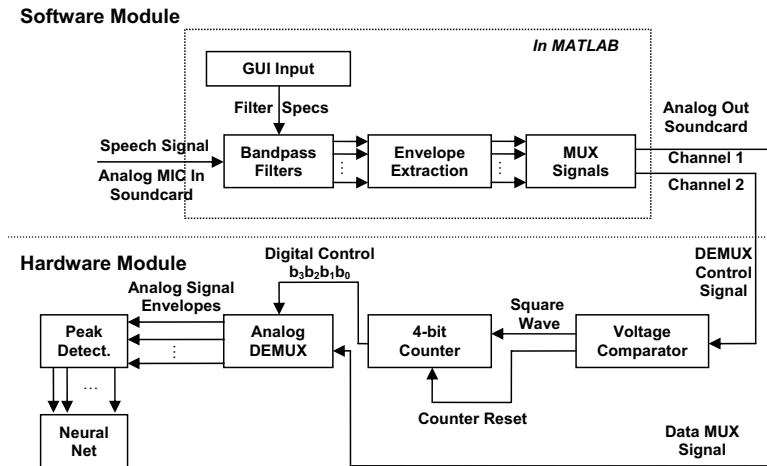 Software Module
In MATLAB
GUI Input
Filter Specs
Analog Out
Soundcard
Speech Signal
Analog MIC In
Soundcard
Bandpass
Filters
Envelope
Extraction
MUX
Signals
Channel 1
Channel 2
Hardware Module
Digital Control
b₃b₂b₁b₀
DEMUX
Control
Signal
Analog Signal
Envelopes
Square
Wave
Peak
Detect.
Analog
DEMUX
4-bit
Counter
Voltage
Comparator
...
Counter Reset
Neural
Net
Data MUX
Signal